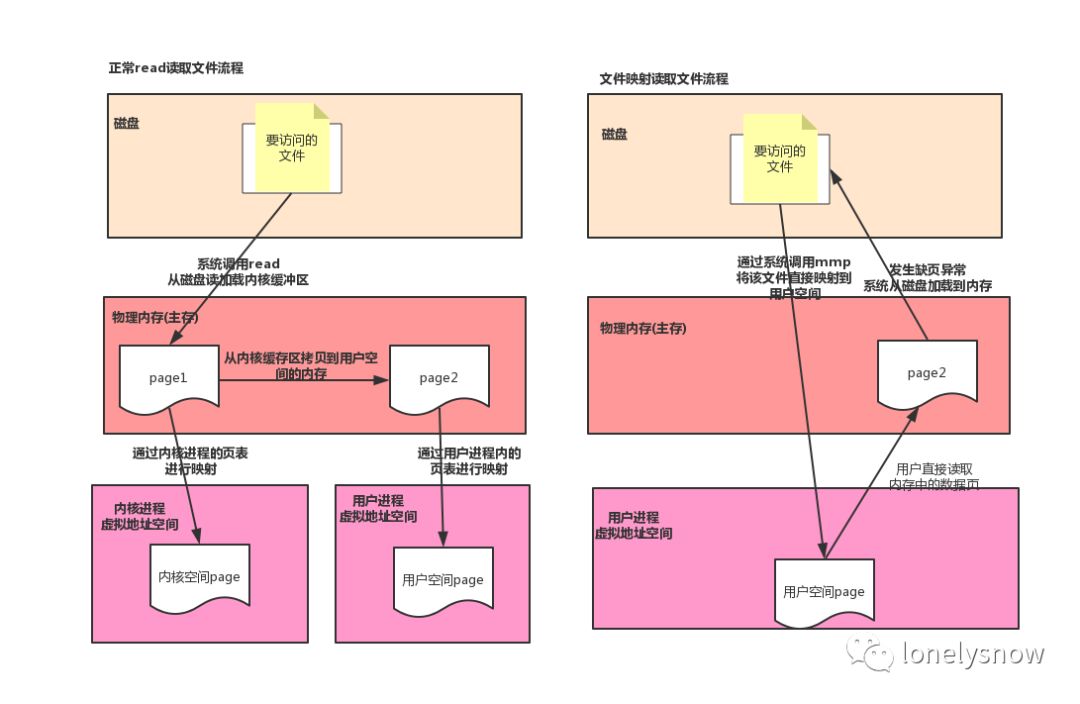 正常read读取文件流程
磁盘
要访问的
文件
系统调用read
从磁盘读加载内核缓冲区
物理内存(主存)
page1
从内核缓存区拷贝到用户空
间的内存
page2
通过内核进程的页表
进行映射
通过用户进程内的
页表进行映射
内核进程
虚拟地址空间
内核空间page
用户进程
虚拟地址空间
用户空间page
文件映射读取文件流程
磁盘
要访问的
文件
通过系统调用mmp
将该文件直接映射到
用户空间
发生缺页异常
系统从磁盘加载到内存
物理内存(主存)
page2
用户直接读取
内存中的数据页
用户进程
虚拟地址空间
用户空间page
lonelysnow